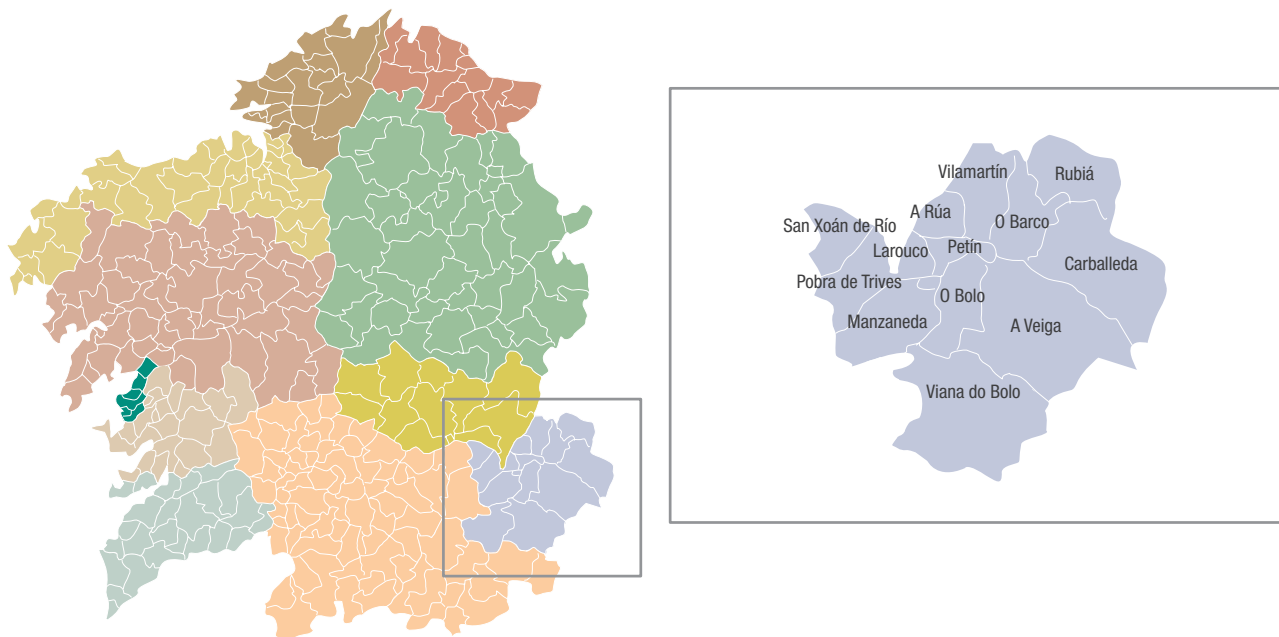 Vilamartín
Rubiá
A Rúa
San Xoán de Río
O Barco
Larouco
Petín
Carballeda
Pobra de Trives
O Bolo
Manzaneda
A Veiga
Viana do Bolo